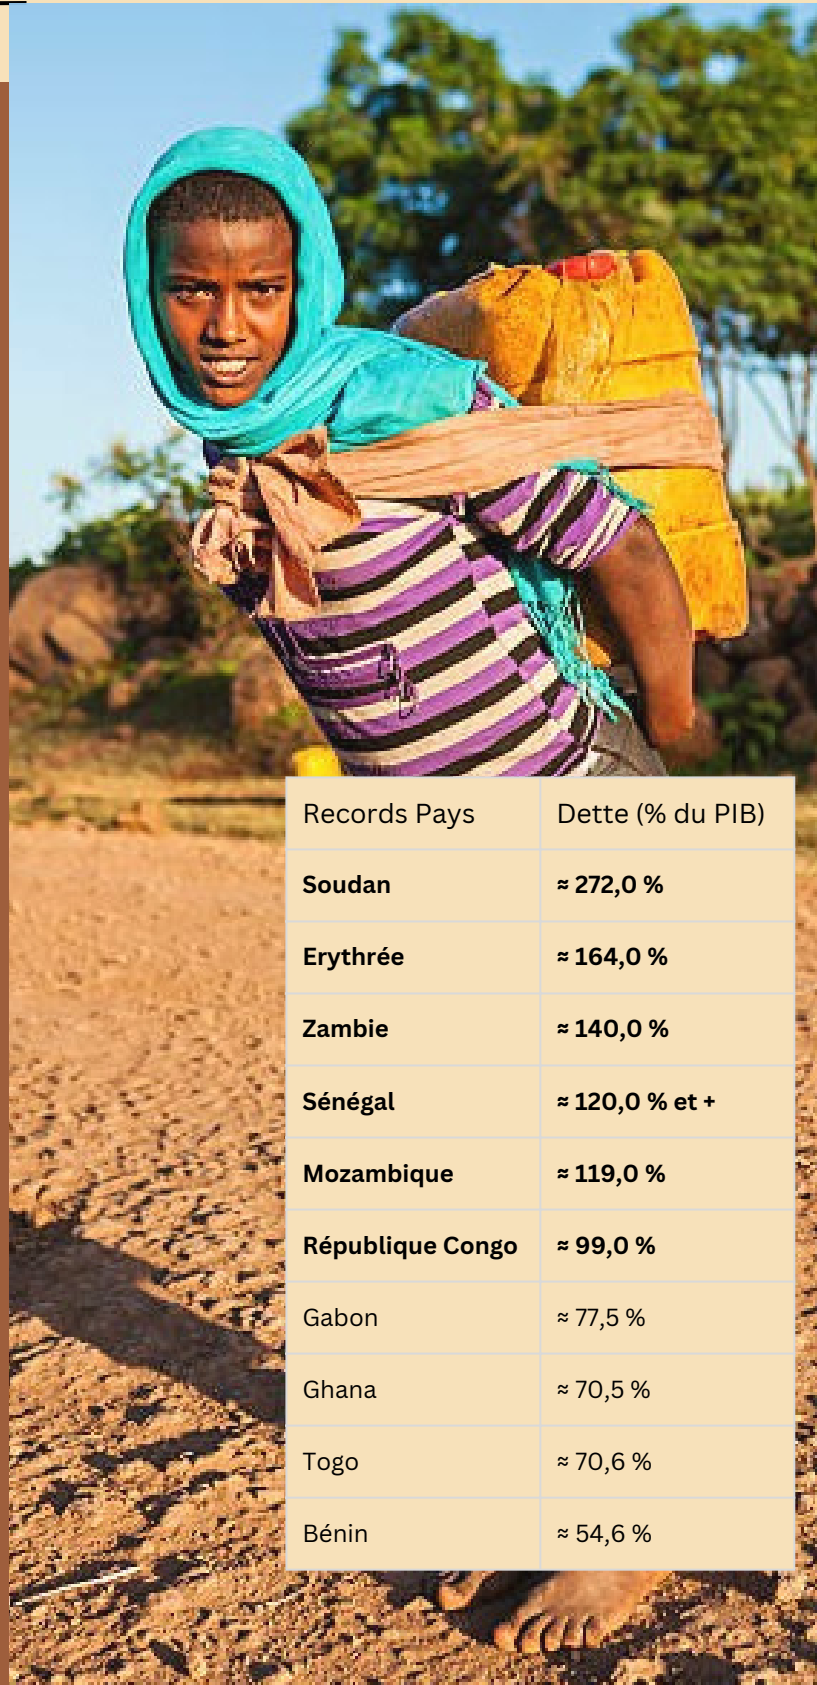 Records Pays Dette (% du PIB)
Soudan ≈ 272,0 %
Erythrée ≈ 164,0 %
Zambie ≈ 140,0 %
Sénégal ≈ 120,0 % et +
Mozambique ≈ 119,0 %
République Congo ≈ 99,0 %
Gabon ≈ 77,5 %
Ghana ≈ 70,5 %
Togo ≈ 70,6 %
Bénin ≈ 54,6 %